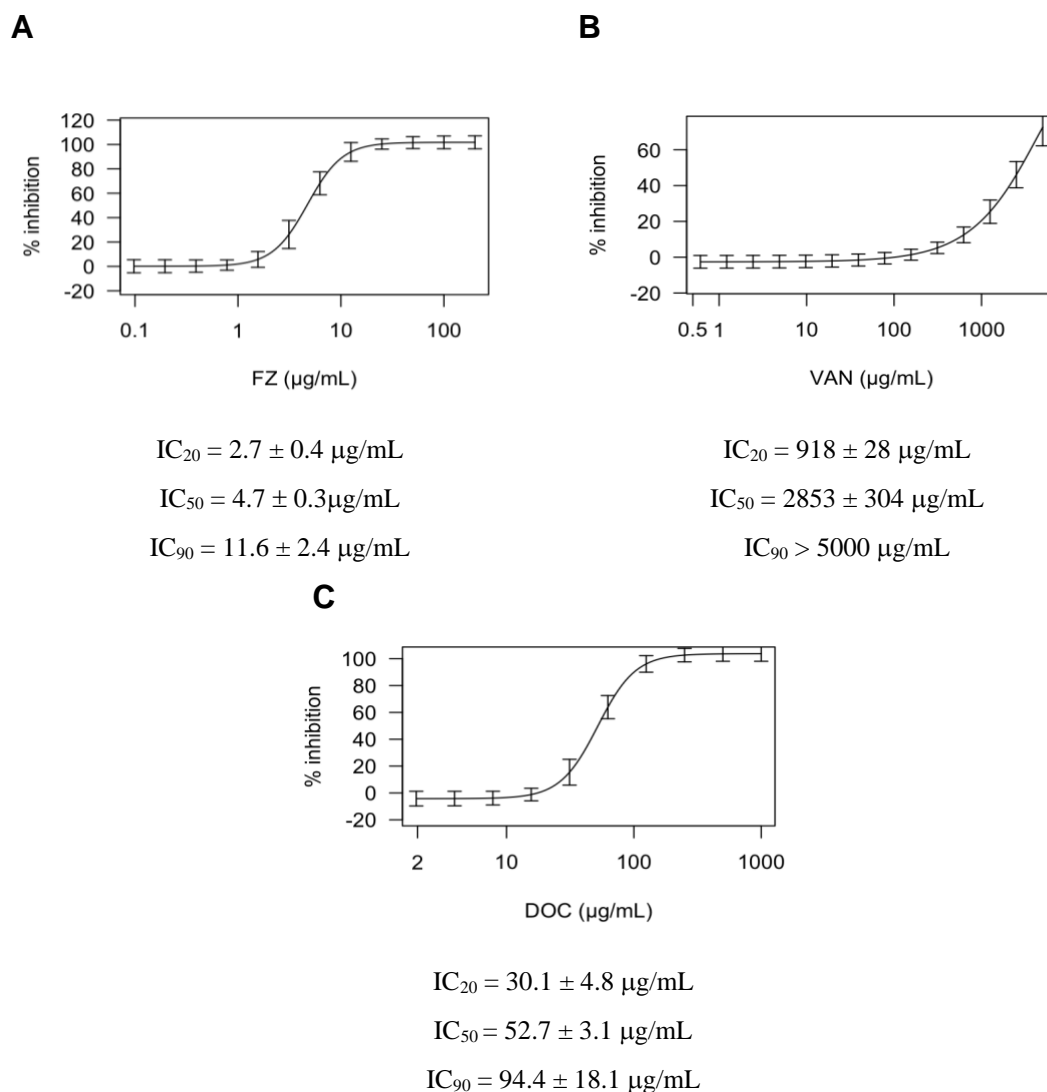 A
B
120
100
80
60
40
20
0
-20
% inhibition
0.1 1 10 100
FZ (µg/mL)
60
40
20
0
-20
% inhibition
0.5 1 10 100 1000
VAN (µg/mL)
IC₂₀ = 2.7 ± 0.4 µg/mL
IC₅₀ = 4.7 ± 0.3µg/mL
IC₉₀ = 11.6 ± 2.4 µg/mL
IC₂₀ = 918 ± 28 µg/mL
IC₅₀ = 2853 ± 304 µg/mL
IC₉₀ > 5000 µg/mL
C
100
80
60
40
20
0
-20
% inhibition
2 10 100 1000
DOC (µg/mL)
IC₂₀ = 30.1 ± 4.8 µg/mL
IC₅₀ = 52.7 ± 3.1 µg/mL
IC₉₀ = 94.4 ± 18.1 µg/mL